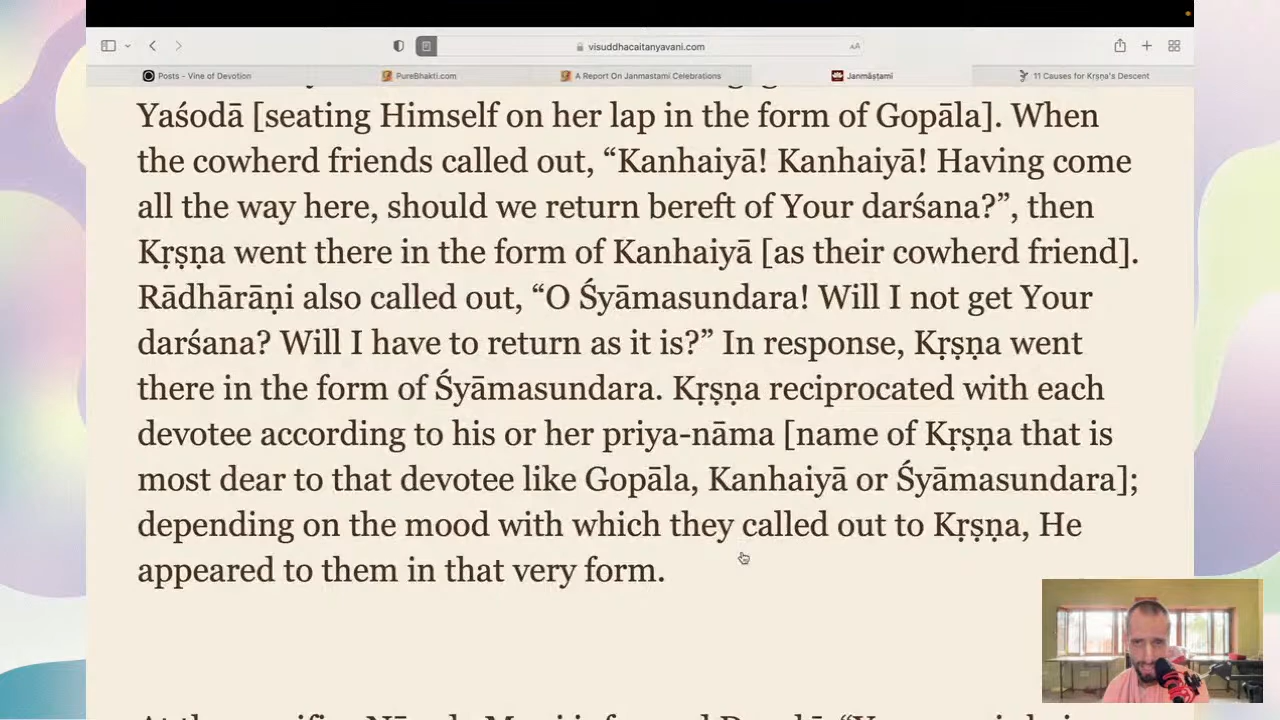 visuddhacaitanyavani.com
Posts - Vine of Devotion
PureBhakti.com
A Report On Janmastami Celebrations
Janmāṣṭamī
11 Causes for Kṛṣṇa's Descent
Yaśodā [seating Himself on her lap in the form of Gopāla]. When
the cowherd friends called out, “Kanhaiyā! Kanhaiyā! Having come
all the way here, should we return bereft of Your darśana?”, then
Kṛṣṇa went there in the form of Kanhaiyā [as their cowherd friend].
Rādhārāṇi also called out, “O Śyāmasundara! Will I not get Your
darśana? Will I have to return as it is?” In response, Kṛṣṇa went
there in the form of Śyāmasundara. Kṛṣṇa reciprocated with each
devotee according to his or her priya-nāma [name of Kṛṣṇa that is
most dear to that devotee like Gopāla, Kanhaiyā or Śyāmasundara];
depending on the mood with which they called out to Kṛṣṇa, He
appeared to them in that very form.